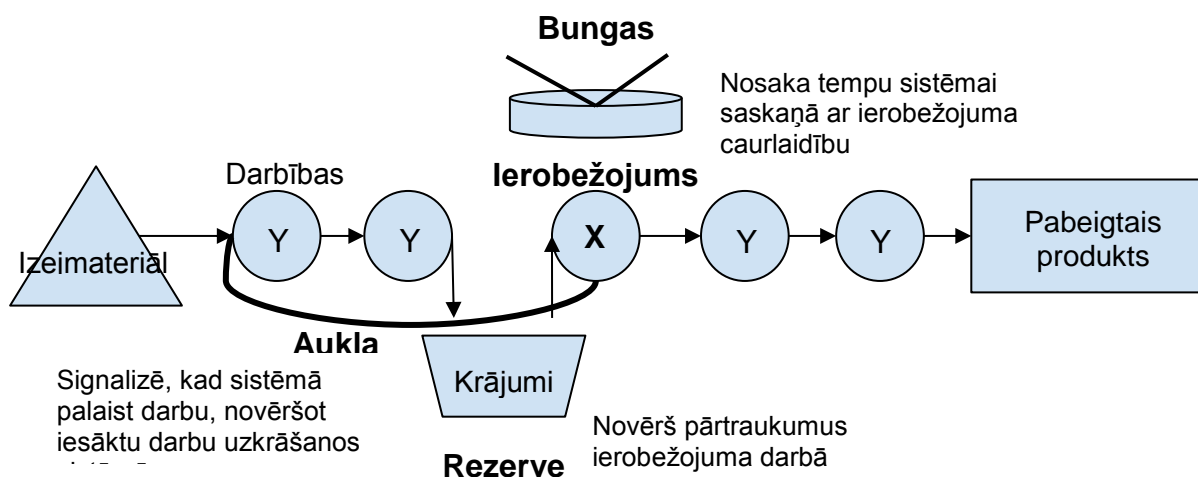 Bungas
Nosaka tempu sistēmai
saskaņā ar ierobežojuma
caurlaidību
Darbības
Ierobežojums
Izeimateriāl
Y
Y
X
Y
Y
Pabeigtais
produkts
Aukla
Signalizē, kad sistēmā
palaist darbu, novēršot
iesāktu darbu uzkrāšanos
Krājumi
Rezerve
Novērš pārtraukumus
ierobežojuma darbā